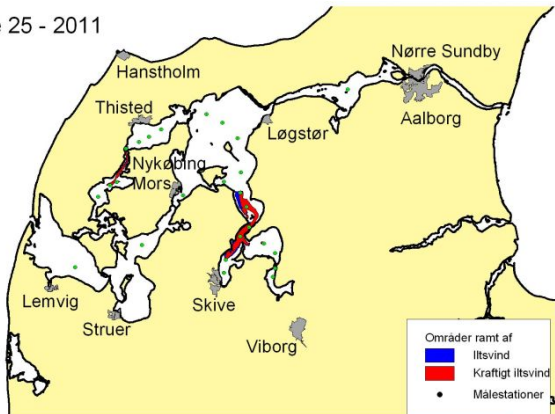 25 - 2011
Hanstholm
Nørre Sundby
Thisted
Løgstør
Aalborg
Nykøbing
Mors
Lemvig
Skive
Struer
Viborg
Områder ramt af
Iltsvind
Kraftigt iltsvind
Målestationer